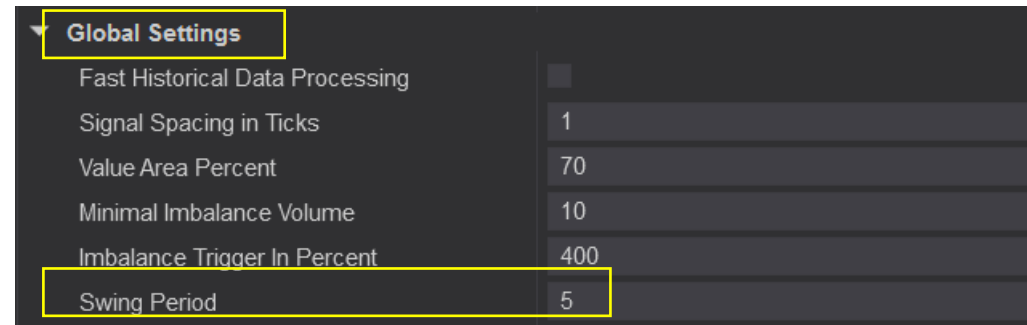 Global Settings
Fast Historical Data Processing
Signal Spacing in Ticks 1
Value Area Percent 70
Minimal Imbalance Volume 10
Imbalance Trigger In Percent 400
Swing Period 5